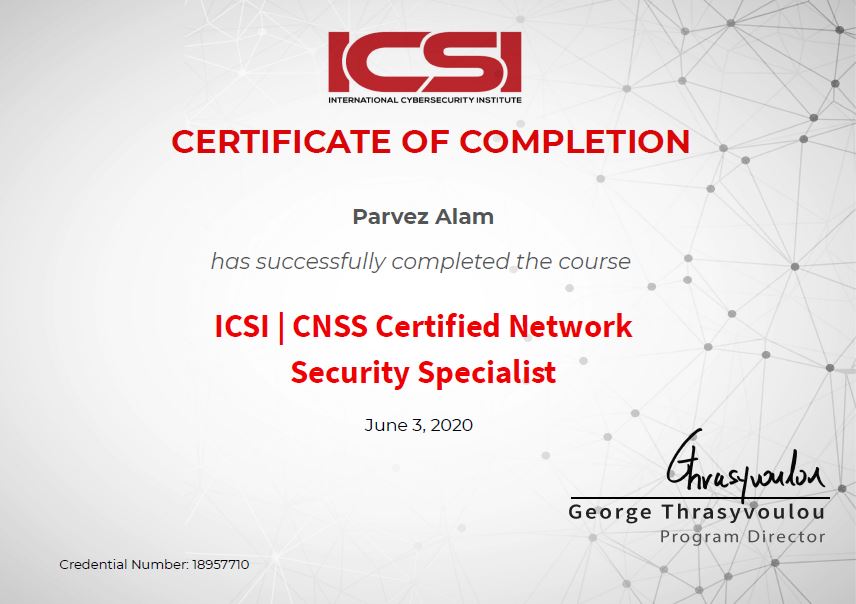 ICSI
INTERNATIONAL CYBERSECURITY INSTITUTE
CERTIFICATE OF COMPLETION
Parvez Alam
has successfully completed the course
ICSI | CNSS Certified Network
Security Specialist
June 3, 2020
Thrasyvoulou
George Thrasyvoulou
Program Director
Credential Number: 18957710